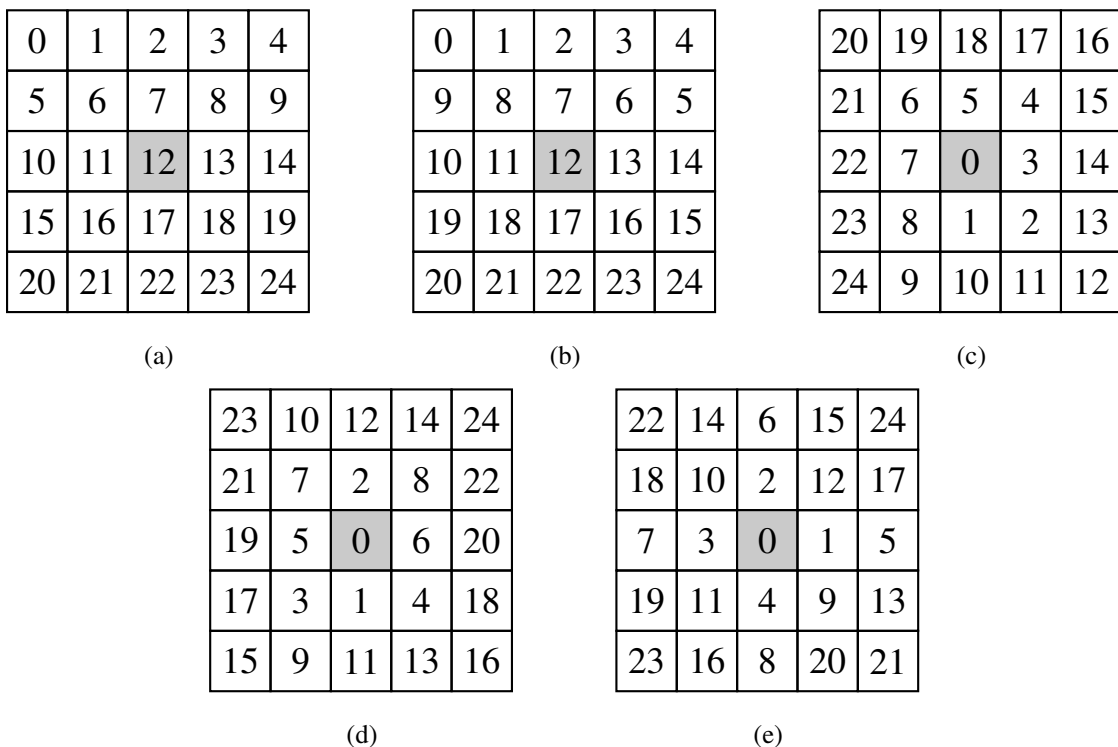 0 1 2 3 4 0 1 2 3 4 20 19 18 17 16
5 6 7 8 9 9 8 7 6 5 21 6 5 4 15
10 11 12 13 14 10 11 12 13 14 22 7 0 3 14
15 16 17 18 19 19 18 17 16 15 23 8 1 2 13
20 21 22 23 24 20 21 22 23 24 24 9 10 11 12
(a) (b) (c)
23 10 12 14 24 22 14 6 15 24
21 7 2 8 22 18 10 2 12 17
19 5 0 6 20 7 3 0 1 5
17 3 1 4 18 19 11 4 9 13
15 9 11 13 16 23 16 8 20 21
(d) (e)